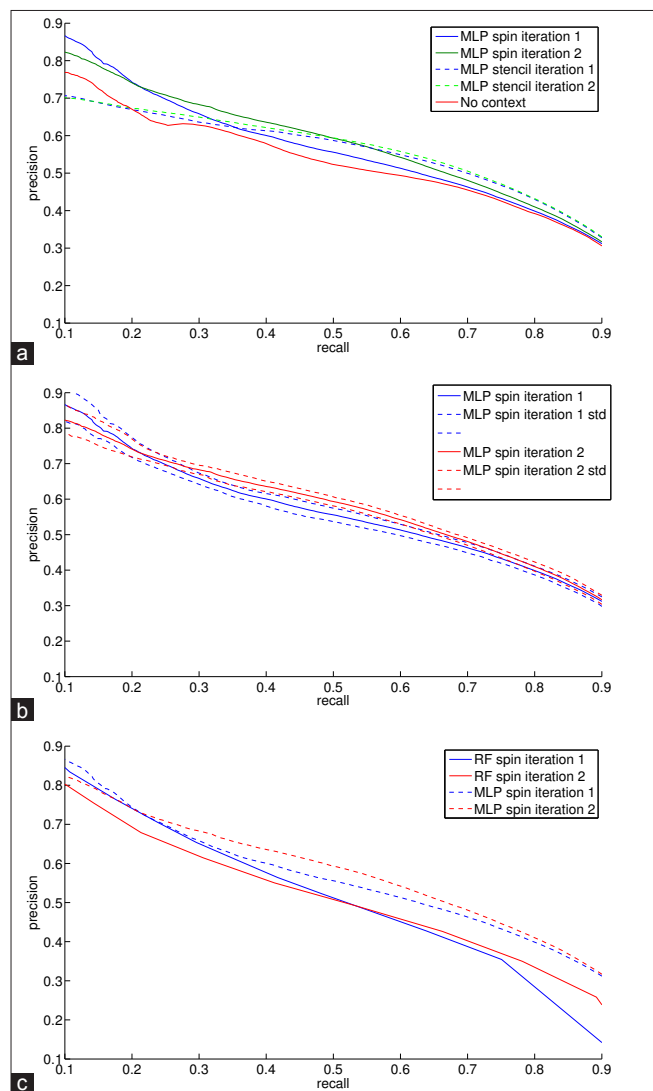 0.9
0.8
0.7
0.6
0.5
0.4
0.3
0.2
0.1
precision
MLP spin iteration 1
MLP spin iteration 2
MLP stencil iteration 1
MLP stencil iteration 2
No context
0.1 0.2 0.3 0.4 0.5 0.6 0.7 0.8 0.9
recall
a
0.9
0.8
0.7
0.6
0.5
0.4
0.3
0.2
0.1
precision
MLP spin iteration 1
MLP spin iteration 1 std
MLP spin iteration 2
MLP spin iteration 2 std
0.1 0.2 0.3 0.4 0.5 0.6 0.7 0.8 0.9
recall
b
0.9
0.8
0.7
0.6
0.5
0.4
0.3
0.2
0.1
precision
RF spin iteration 1
RF spin iteration 2
MLP spin iteration 1
MLP spin iteration 2
0.1 0.2 0.3 0.4 0.5 0.6 0.7 0.8 0.9
recall
c